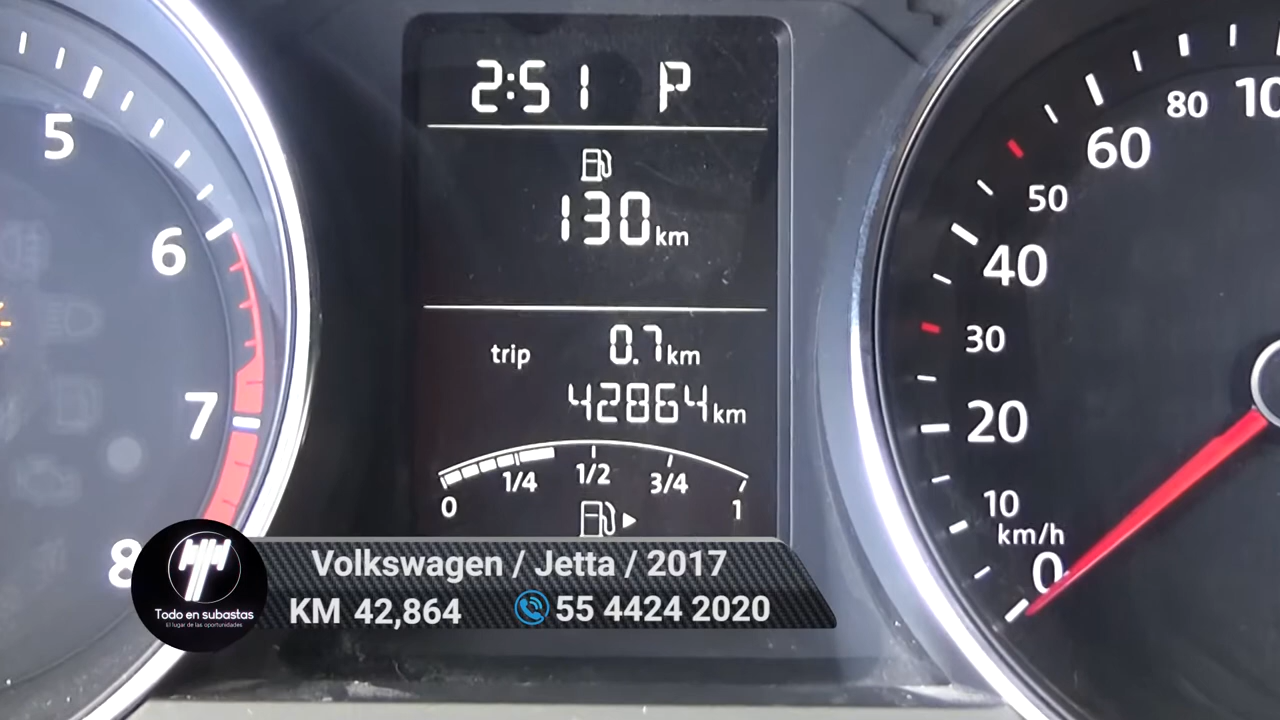 5
6
7
8
2:51 P
130 km
trip 0.7 km
42864 km
0 1/4 1/2 3/4 1
10
80
60
50
40
30
20
10
km/h
0
Volkswagen / Jetta / 2017
KM 42,864 55 4424 2020
Todo en subastas
El lugar de las oportunidades